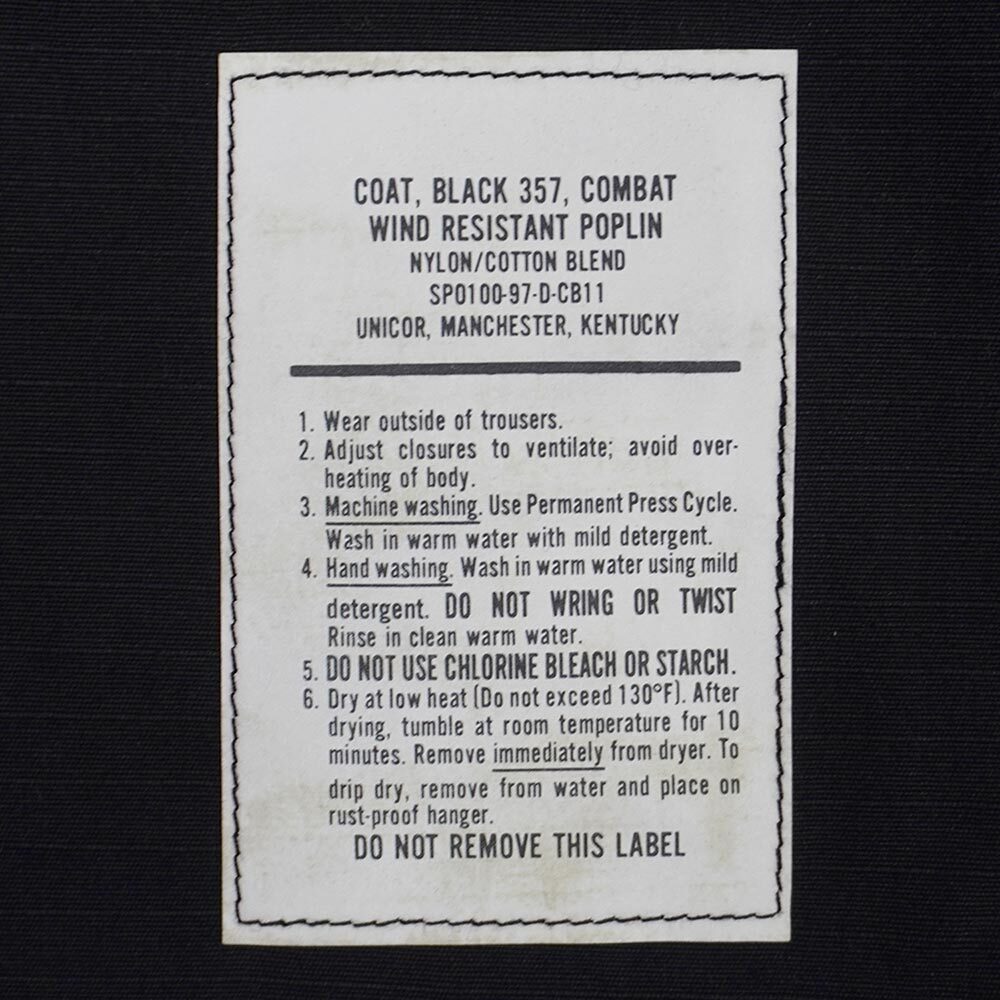 COAT, BLACK 357, COMBAT
WIND RESISTANT POPLIN
NYLON/COTTON BLEND
SPO100-97-D-CB11
UNICOR, MANCHESTER, KENTUCKY
1. Wear outside of trousers.
2. Adjust closures to ventilate; avoid over-
heating of body.
3. Machine washing. Use Permanent Press Cycle.
Wash in warm water with mild detergent.
4. Hand washing. Wash in warm water using mild
detergent. DO NOT WRING OR TWIST
Rinse in clean warm water.
5. DO NOT USE CHLORINE BLEACH OR STARCH.
6. Dry at low heat (Do not exceed 130°F). After
drying, tumble at room temperature for 10
minutes. Remove immediately from dryer. To
drip dry, remove from water and place on
rust-proof hanger.
DO NOT REMOVE THIS LABEL